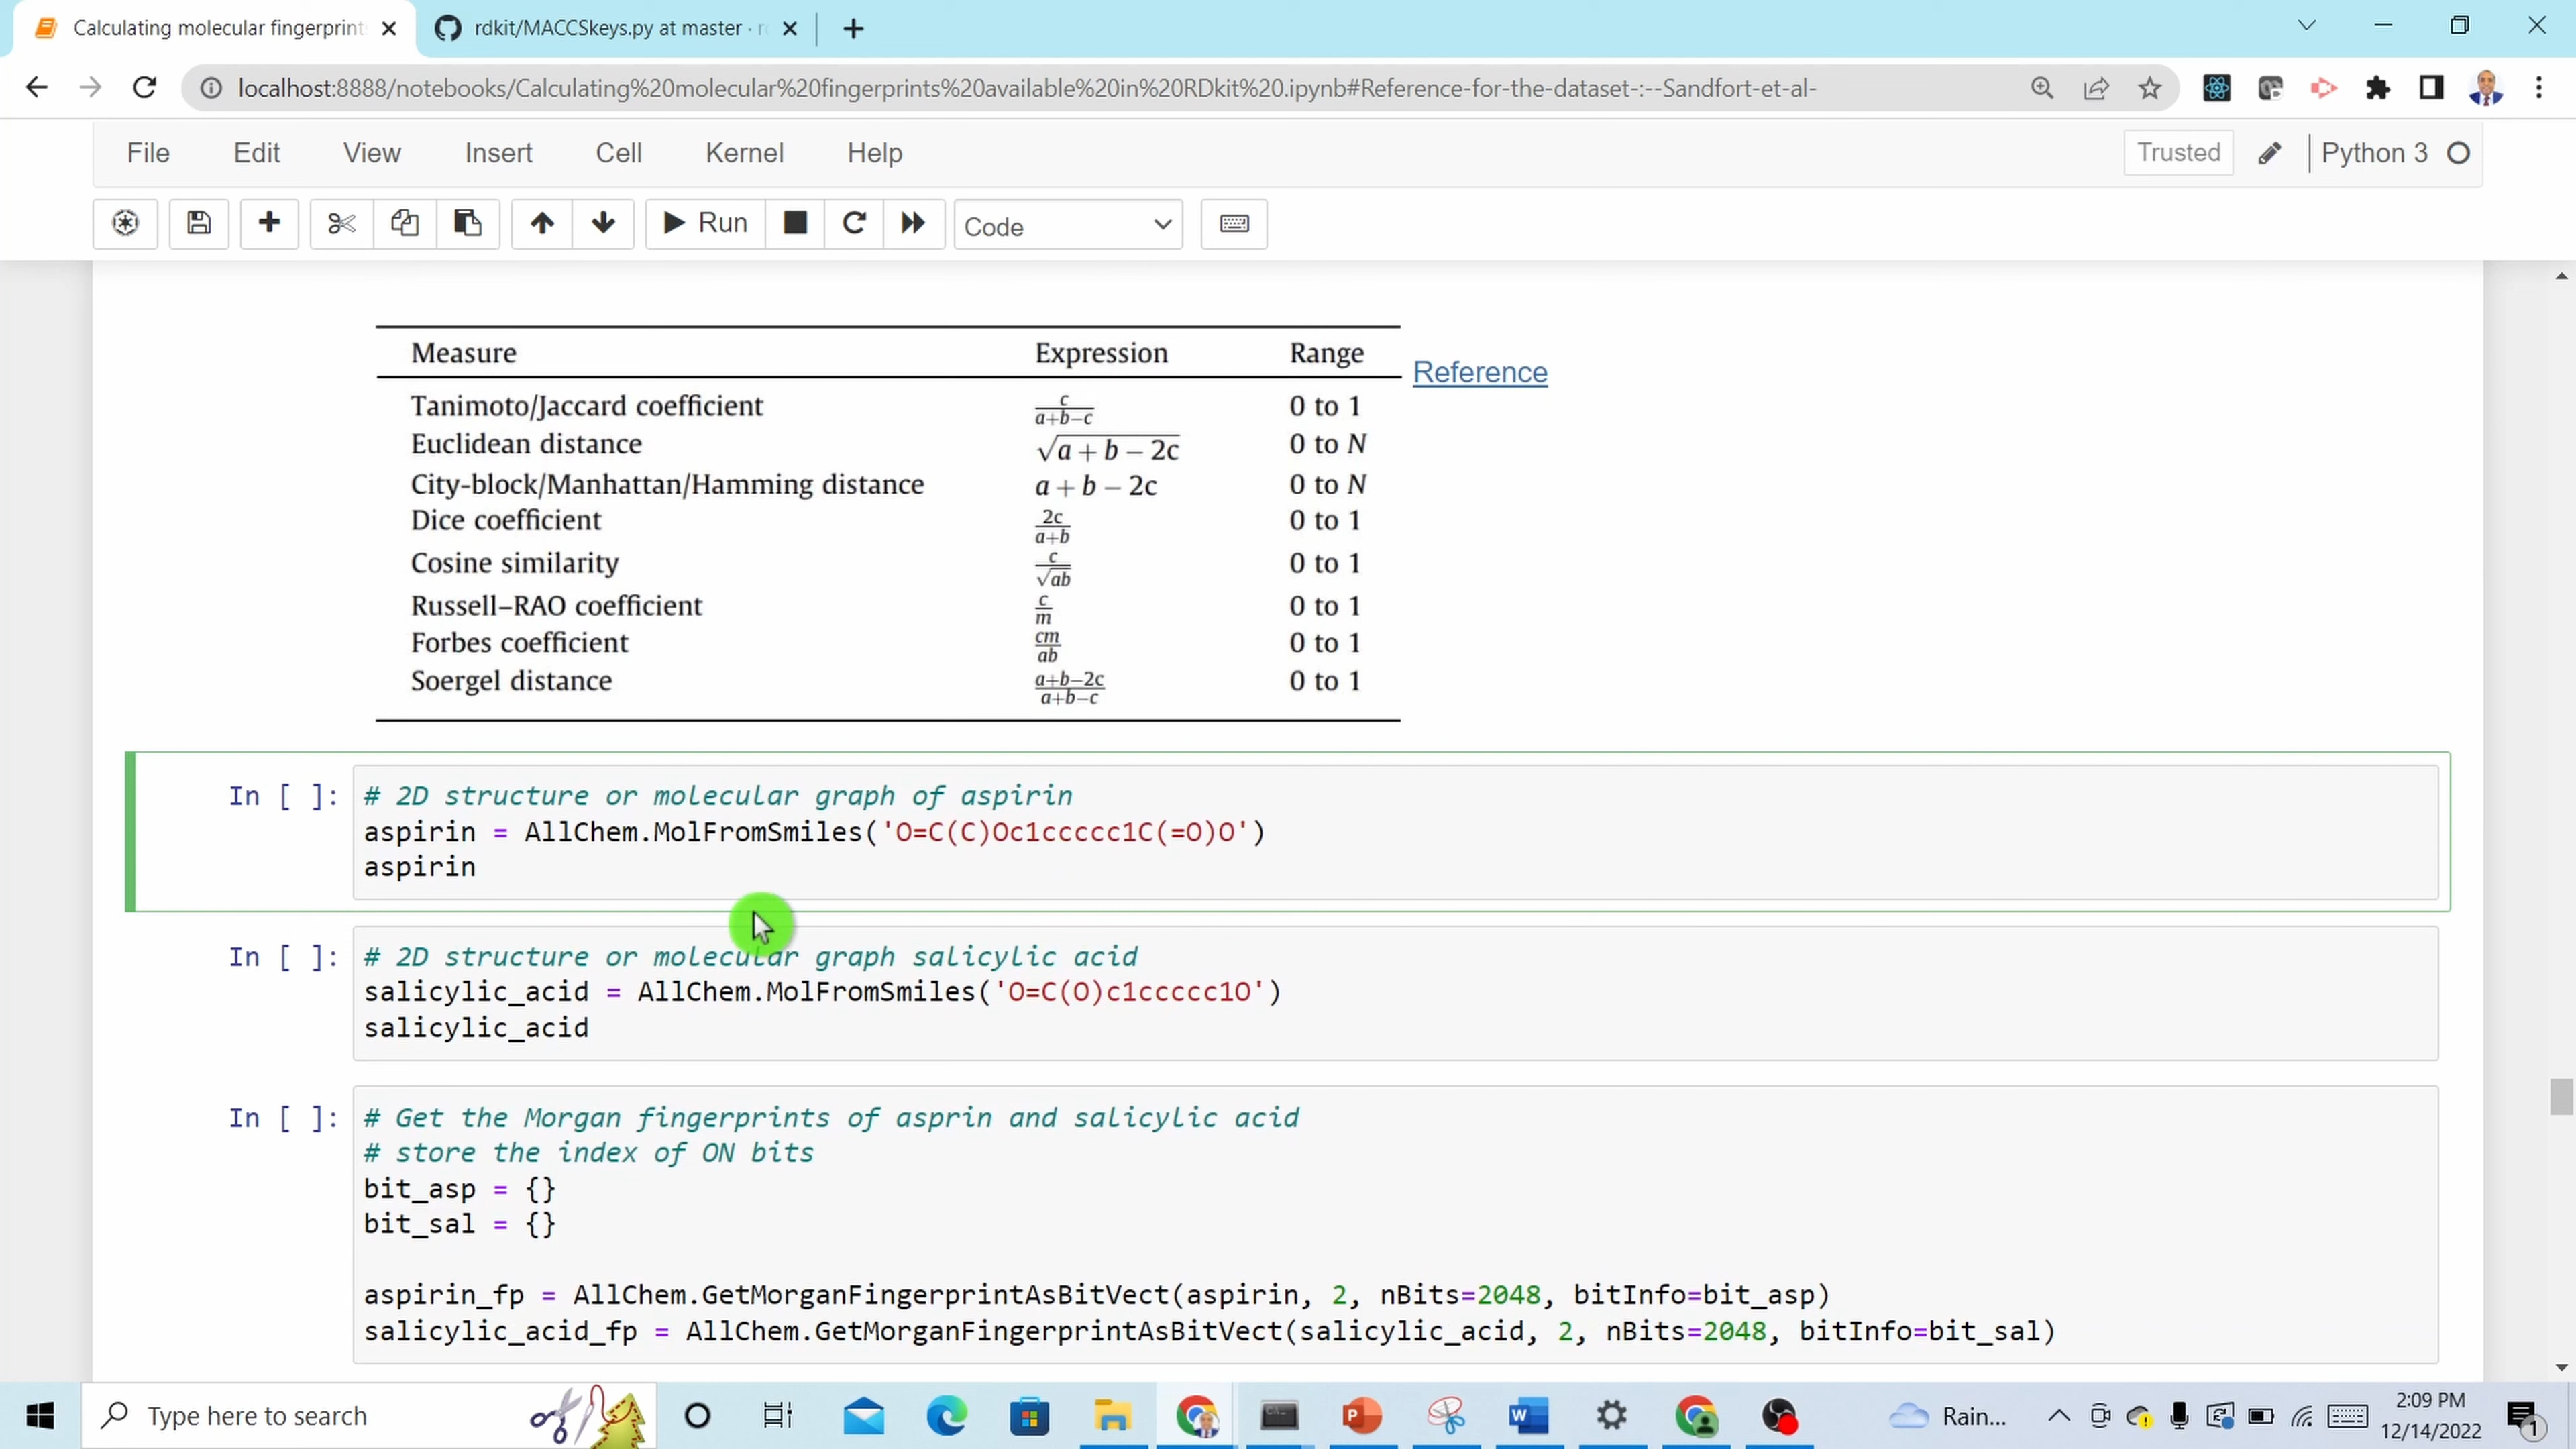 Calculating molecular fingerprint
rdkit/MACCSkeys.py at master · r
localhost:8888/notebooks/Calculating%20molecular%20fingerprints%20available%20in%20RDkit%20.ipynb#Reference-for-the-dataset-:--Sandfort-et-al-
File Edit View Insert Cell Kernel Help Trusted Python 3
Run Code
Measure Expression Range
Reference
Tanimoto/Jaccard coefficient c/(a+b−c) 0 to 1
Euclidean distance √(a + b − 2c) 0 to N
City-block/Manhattan/Hamming distance a + b − 2c 0 to N
Dice coefficient 2c/(a+b) 0 to 1
Cosine similarity c/√ab 0 to 1
Russell–RAO coefficient c/m 0 to 1
Forbes coefficient cm/ab 0 to 1
Soergel distance (a+b−2c)/(a+b−c) 0 to 1
In [ ]: # 2D structure or molecular graph of aspirin
aspirin = AllChem.MolFromSmiles('O=C(C)Oc1ccccc1C(=O)O')
aspirin
In [ ]: # 2D structure or molecular graph salicylic acid
salicylic_acid = AllChem.MolFromSmiles('O=C(O)c1ccccc1O')
salicylic_acid
In [ ]: # Get the Morgan fingerprints of asprin and salicylic acid
# store the index of ON bits
bit_asp = {}
bit_sal = {}
aspirin_fp = AllChem.GetMorganFingerprintAsBitVect(aspirin, 2, nBits=2048, bitInfo=bit_asp)
salicylic_acid_fp = AllChem.GetMorganFingerprintAsBitVect(salicylic_acid, 2, nBits=2048, bitInfo=bit_sal)
Type here to search
Rain...
2:09 PM
12/14/2022
1